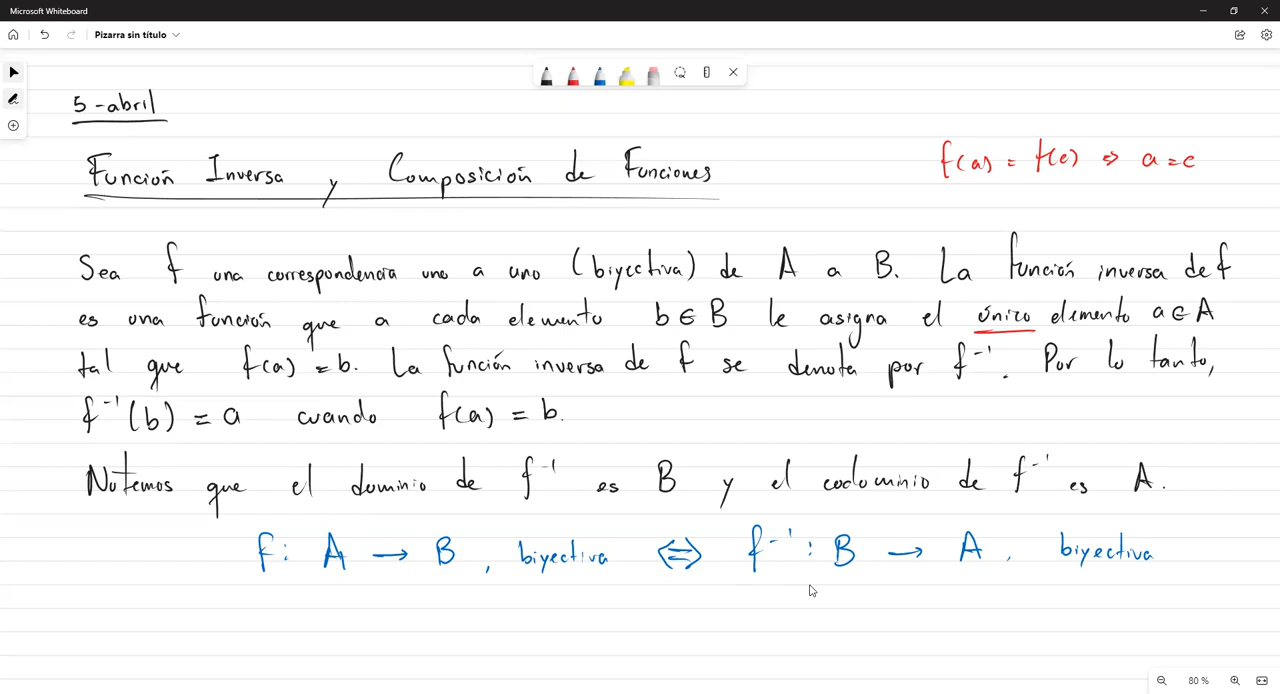 Microsoft Whiteboard
Pizarra sin título
5-abril
Función Inversa y Composición de Funciones
f(a) = f(c) ⇒ a = c
Sea f una correspondencia uno a uno (biyectiva) de A a B. La función inversa de f
es una función que a cada elemento b ∈ B le asigna el único elemento a ∈ A
tal que f(a) = b. La función inversa de f se denota por f⁻¹. Por lo tanto,
f⁻¹(b) = a cuando f(a) = b.
Notemos que el dominio de f⁻¹ es B y el codominio de f⁻¹ es A.
f: A → B, biyectiva ⇔ f⁻¹: B → A, biyectiva
80 %